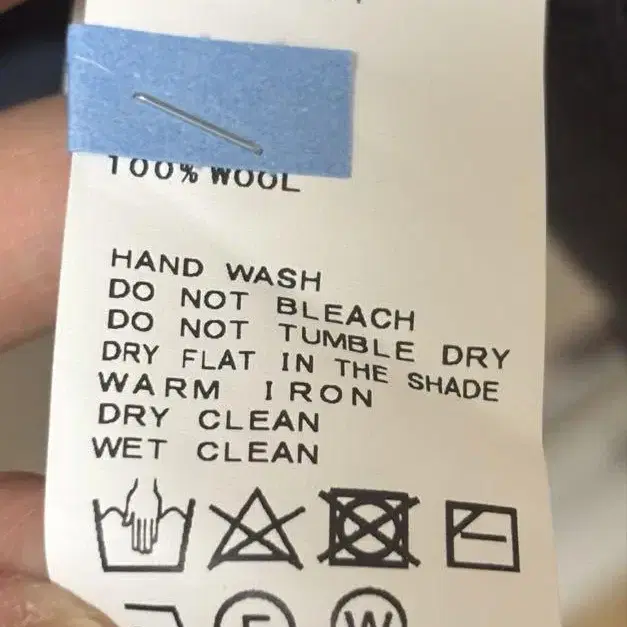 100% WOOL
HAND WASH
DO NOT BLEACH
DO NOT TUMBLE DRY
DRY FLAT IN THE SHADE
WARM IRON
DRY CLEAN
WET CLEAN
W